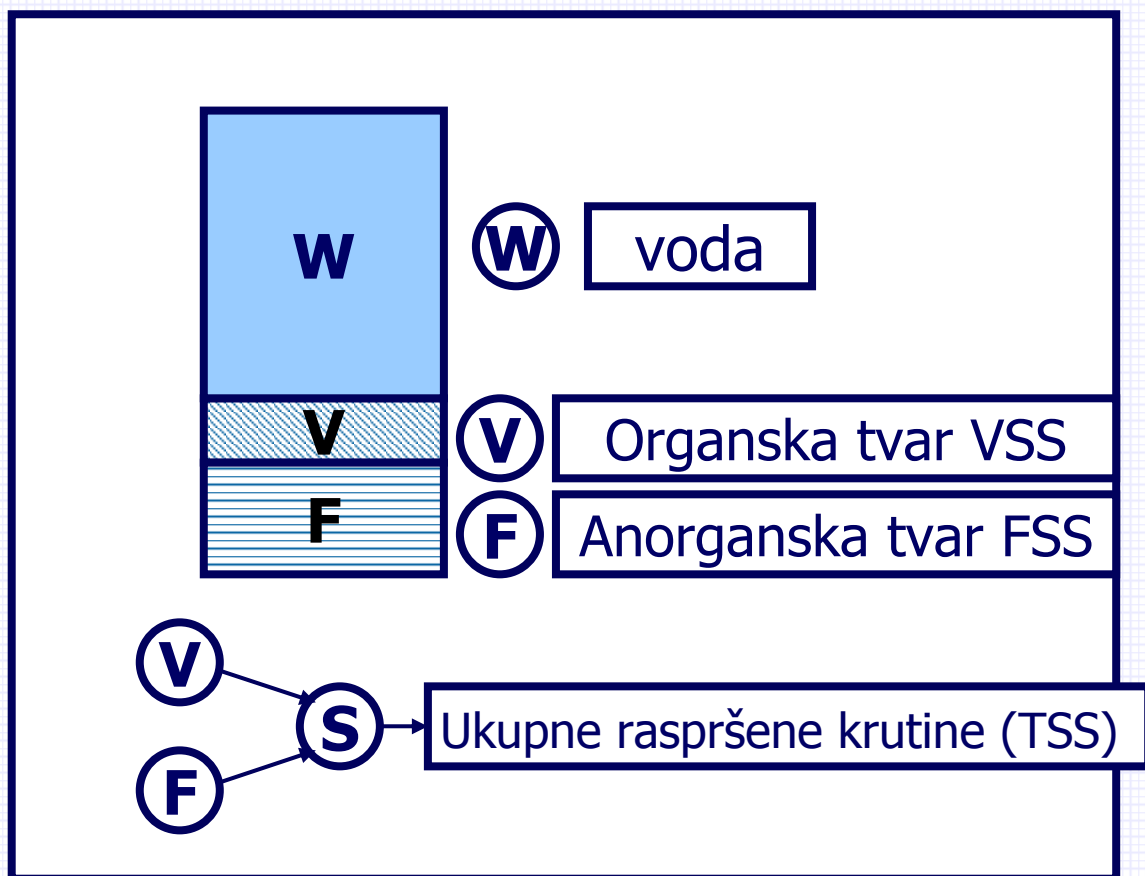 W
W voda
V
V Organska tvar VSS
F
F Anorganska tvar FSS
V
S Ukupne raspršene krutine (TSS)
F